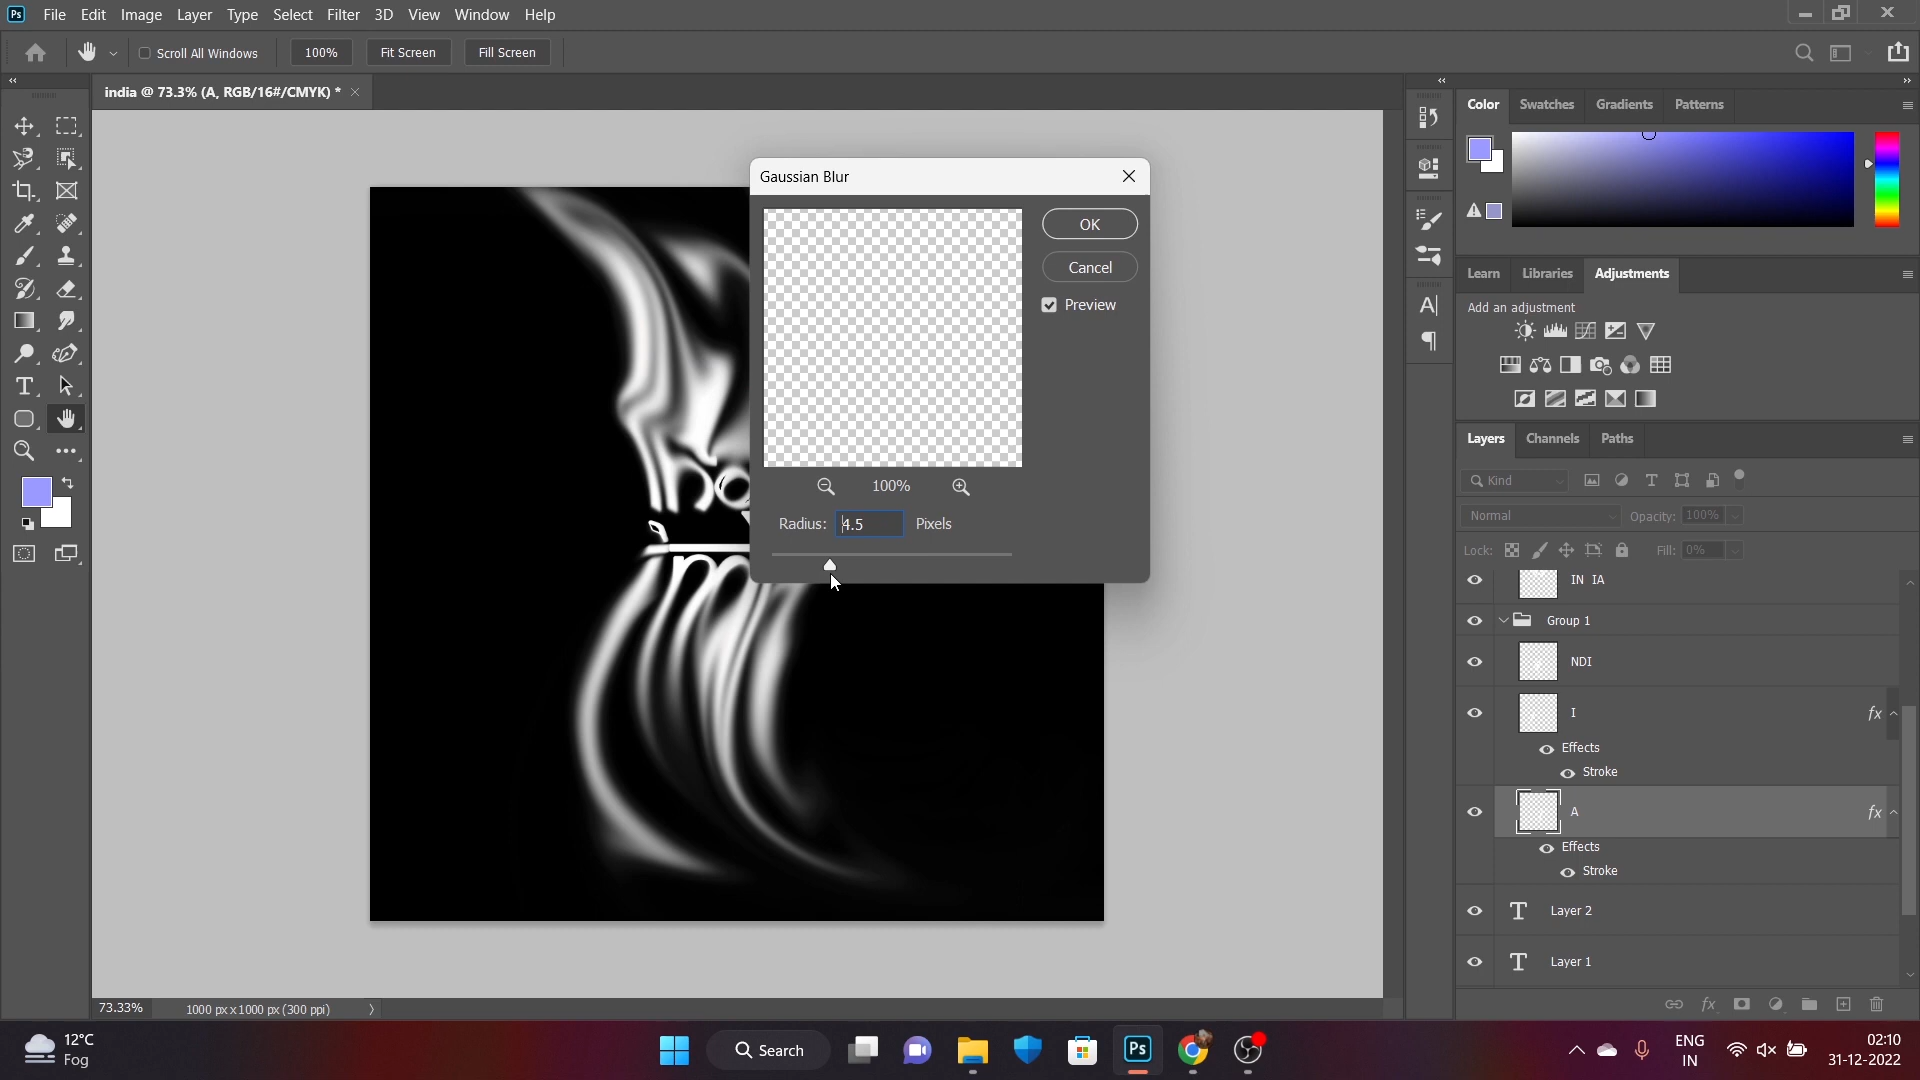 Ps File Edit Image Layer Type Select Filter 3D View Window Help
Scroll All Windows 100% Fit Screen Fill Screen
india @ 73.3% (A, RGB/16#/CMYK) *
Gaussian Blur
OK
Cancel
Preview
100%
Radius: 4.5 Pixels
Color Swatches Gradients Patterns
Learn Libraries Adjustments
Add an adjustment
Layers Channels Paths
Kind
Normal Opacity: 100%
Lock: Fill: 0%
IN IA
Group 1
NDI
I fx
Effects
Stroke
A fx
Effects
Stroke
Layer 2
Layer 1
fx
73.33% 1000 px x 1000 px (300 ppi)
12°C
Fog
Search
Ps
ENG
IN
02:10
31-12-2022